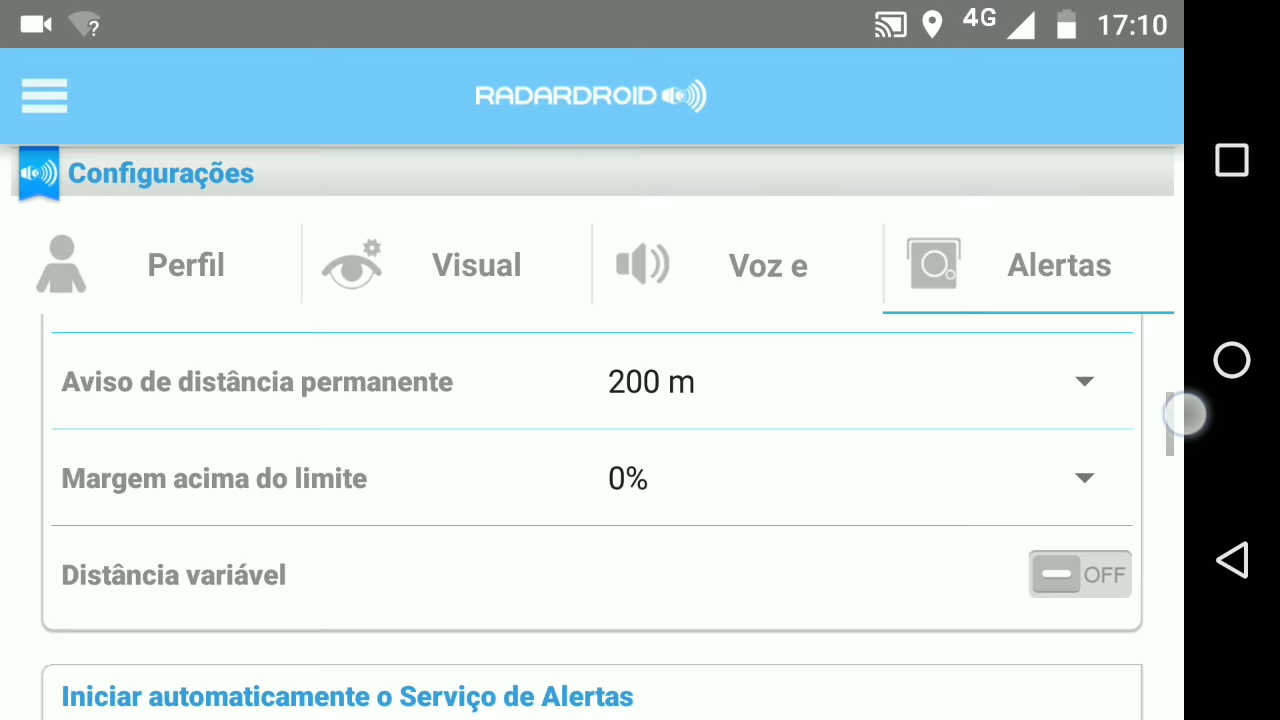 ?
4G
17:10
RADARDROID
Configurações
Perfil
Visual
Voz e
Alertas
Aviso de distância permanente
200 m
Margem acima do limite
0%
Distância variável
OFF
Iniciar automaticamente o Serviço de Alertas